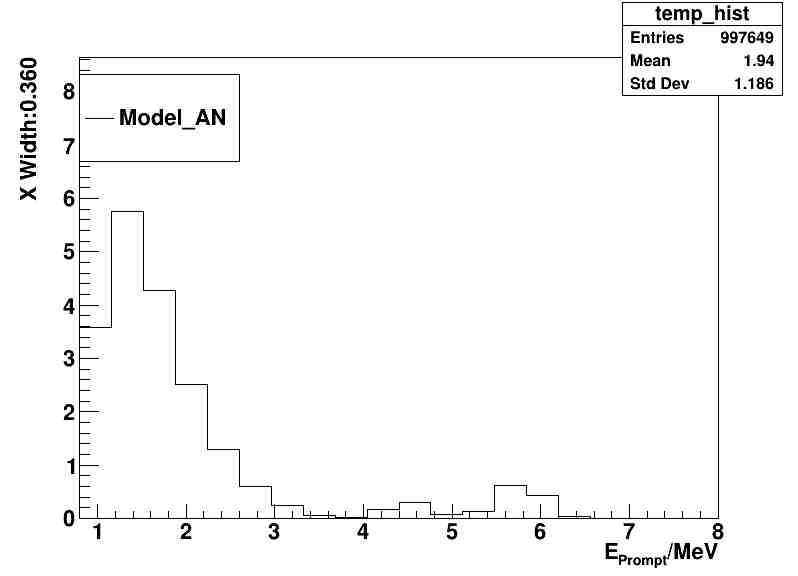 temp_hist
Entries 997649
Mean 1.94
Std Dev 1.186
X Width:0.360
Model_AN
8
7
6
5
4
3
2
1
0
1 2 3 4 5 6 7 8
E_Prompt/MeV